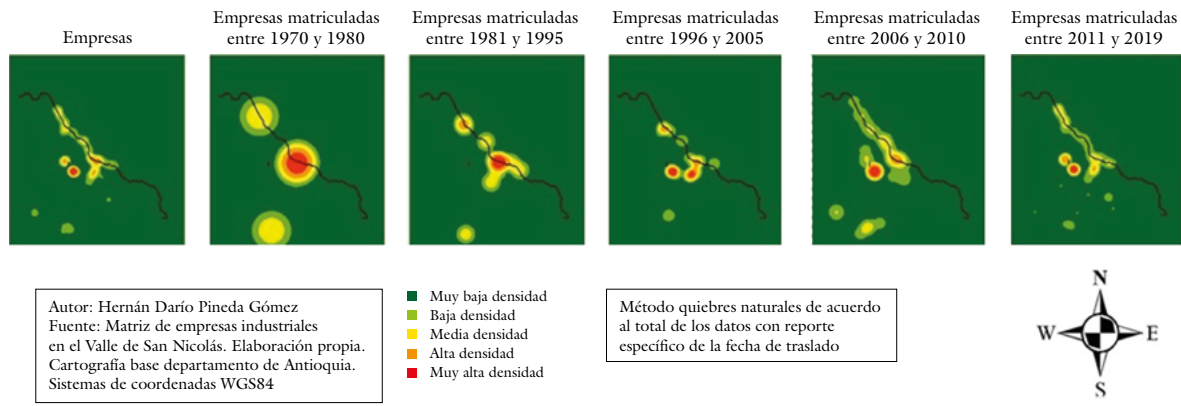 Empresas
Empresas matriculadas
entre 1970 y 1980
Empresas matriculadas
entre 1981 y 1995
Empresas matriculadas
entre 1996 y 2005
Empresas matriculadas
entre 2006 y 2010
Empresas matriculadas
entre 2011 y 2019
Autor: Hernán Darío Pineda Gómez
Fuente: Matriz de empresas industriales
en el Valle de San Nicolás. Elaboración propia.
Cartografía base departamento de Antioquia.
Sistemas de coordenadas WGS84
Muy baja densidad
Baja densidad
Media densidad
Alta densidad
Muy alta densidad
Método quiebres naturales de acuerdo
al total de los datos con reporte
específico de la fecha de traslado
N
W E
S